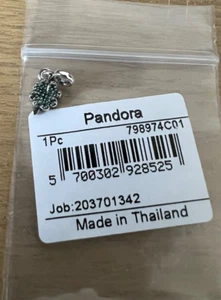 Pandora
1Pc 798974C01
5 700302 928525
Job:203701342
Made in Thailand